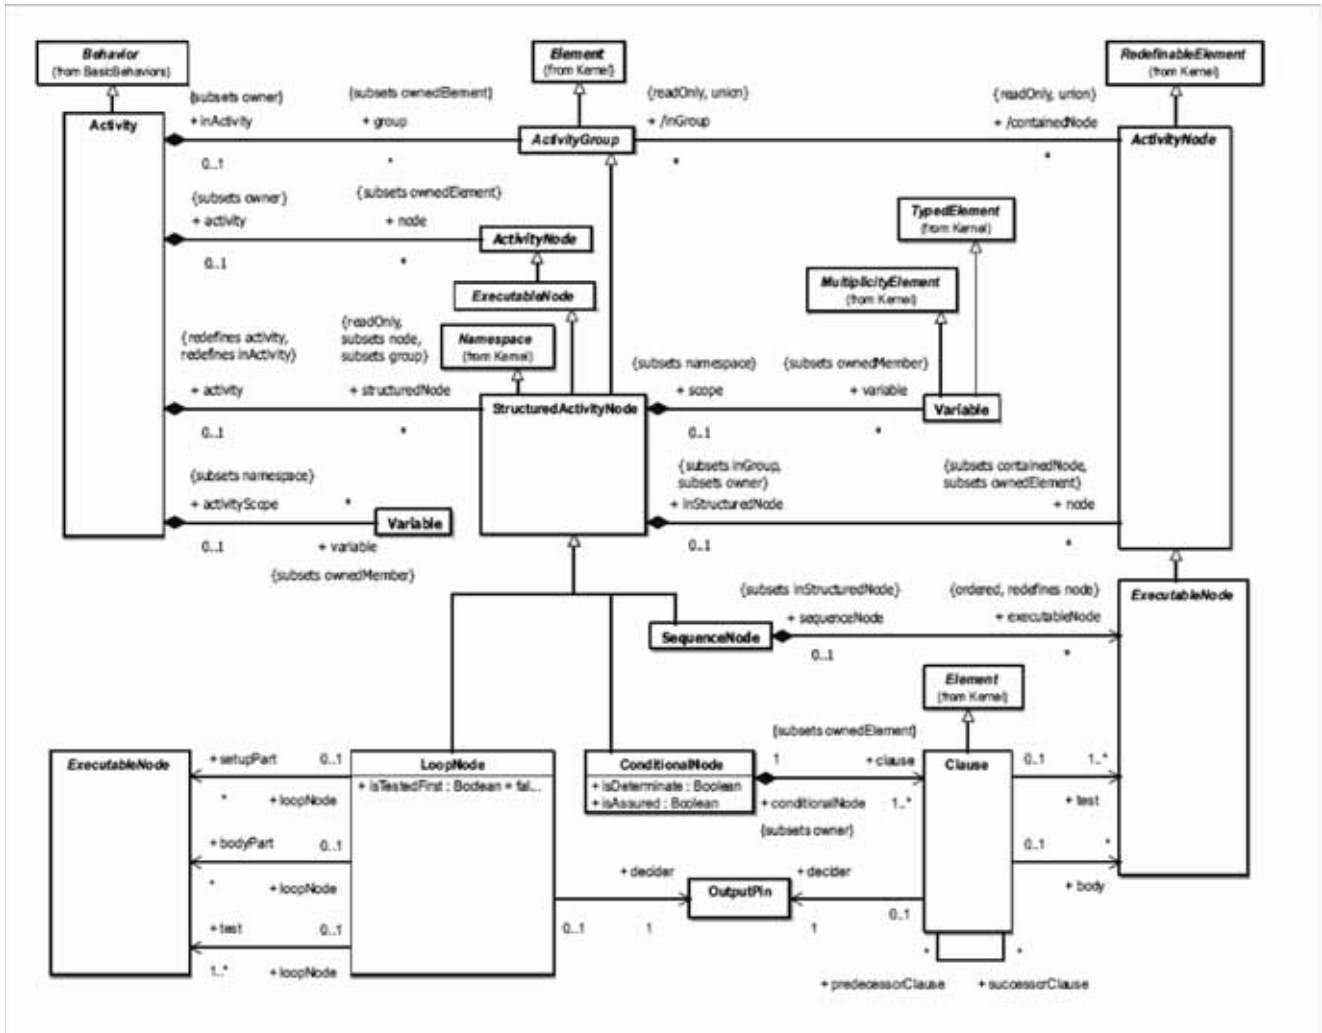 Behavior
(from BasicBehaviors)
Element
(from Kernel)
RedefinableElement
(from Kernel)
{subsets owner}
{subsets ownedElement}
{readOnly, union}
{readOnly, union}
Activity
+ inActivity
+ group
+ /inGroup
+ /containedNode
ActivityGroup
ActivityNode
0..1
*
*
*
{subsets owner}
{subsets ownedElement}
+ activity
+ node
TypedElement
(from Kernel)
ActivityNode
0..1
*
MultiplicityElement
(from Kernel)
ExecutableNode
{redefines activity,
redefines inActivity}
{readOnly,
subsets node,
subsets group}
Namespace
(from Kernel)
{subsets namespace}
{subsets ownedMember}
+ activity
+ structuredNode
+ scope
+ variable
StructuredActivityNode
Variable
0..1
*
0..1
*
{subsets namespace}
{subsets inGroup,
subsets owner}
{subsets containedNode,
subsets ownedElement}
+ activityScope
*
+ inStructuredNode
+ node
Variable
0..1
+ variable
0..1
*
{subsets ownedMember}
{subsets inStructuredNode}
{ordered, redefines node}
ExecutableNode
+ sequenceNode
+ executableNode
SequenceNode
0..1
*
Element
(from Kernel)
{subsets ownedElement}
ExecutableNode
+ setupPart
0..1
LoopNode
+ isTestedFirst : Boolean = fal...
ConditionalNode
+ isDeterminate : Boolean
+ isAssured : Boolean
1
+ clause
Clause
0..1
1..*
*
+ loopNode
+ conditionalNode
1..*
+ test
{subsets owner}
+ bodyPart
0..1
0..1
*
*
+ loopNode
+ decider
OutputPin
+ decider
+ body
+ test
0..1
0..1
1
1
0..1
1..*
+ loopNode
*
*
+ predecessorClause
+ successorClause